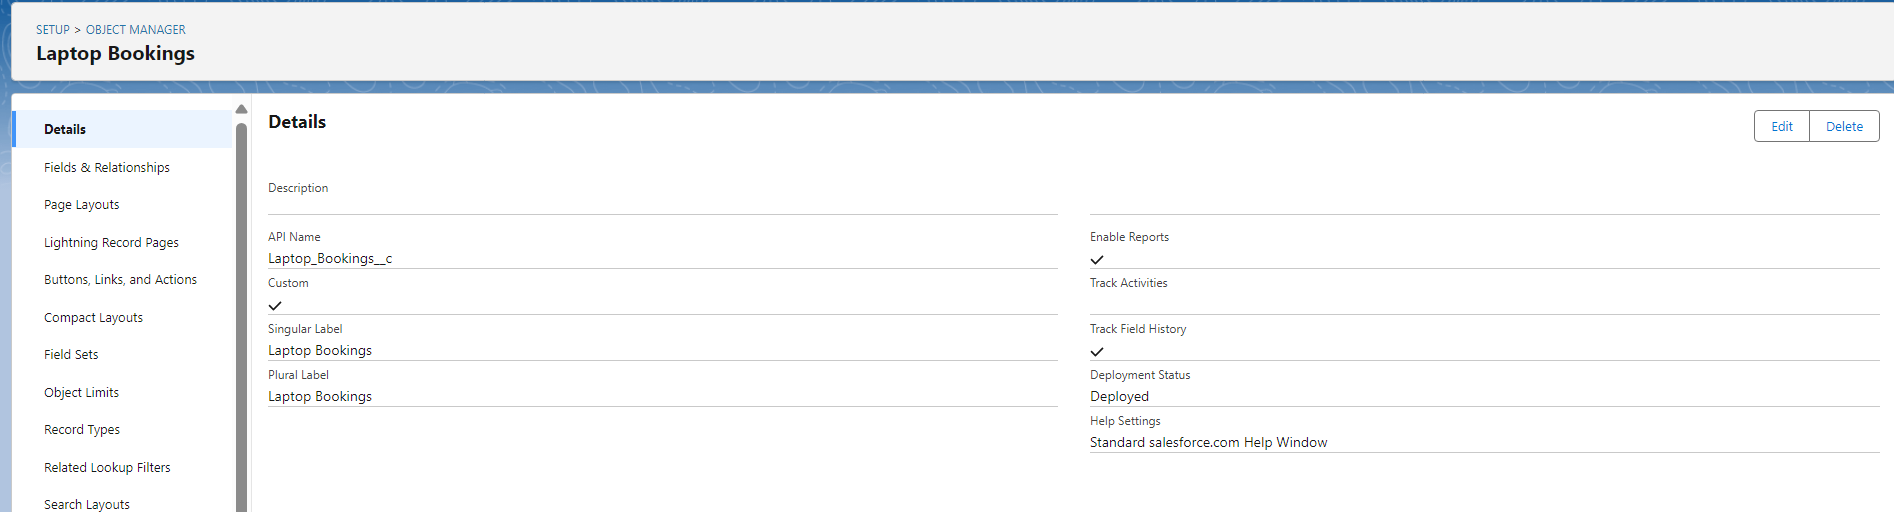 SETUP > OBJECT MANAGER
Laptop Bookings
Details
Fields & Relationships
Page Layouts
Lightning Record Pages
Buttons, Links, and Actions
Compact Layouts
Field Sets
Object Limits
Record Types
Related Lookup Filters
Search Layouts
Details
Edit
Delete
Description
API Name
Laptop_Bookings__c
Custom
Singular Label
Laptop Bookings
Plural Label
Laptop Bookings
Enable Reports
Track Activities
Track Field History
Deployment Status
Deployed
Help Settings
Standard salesforce.com Help Window